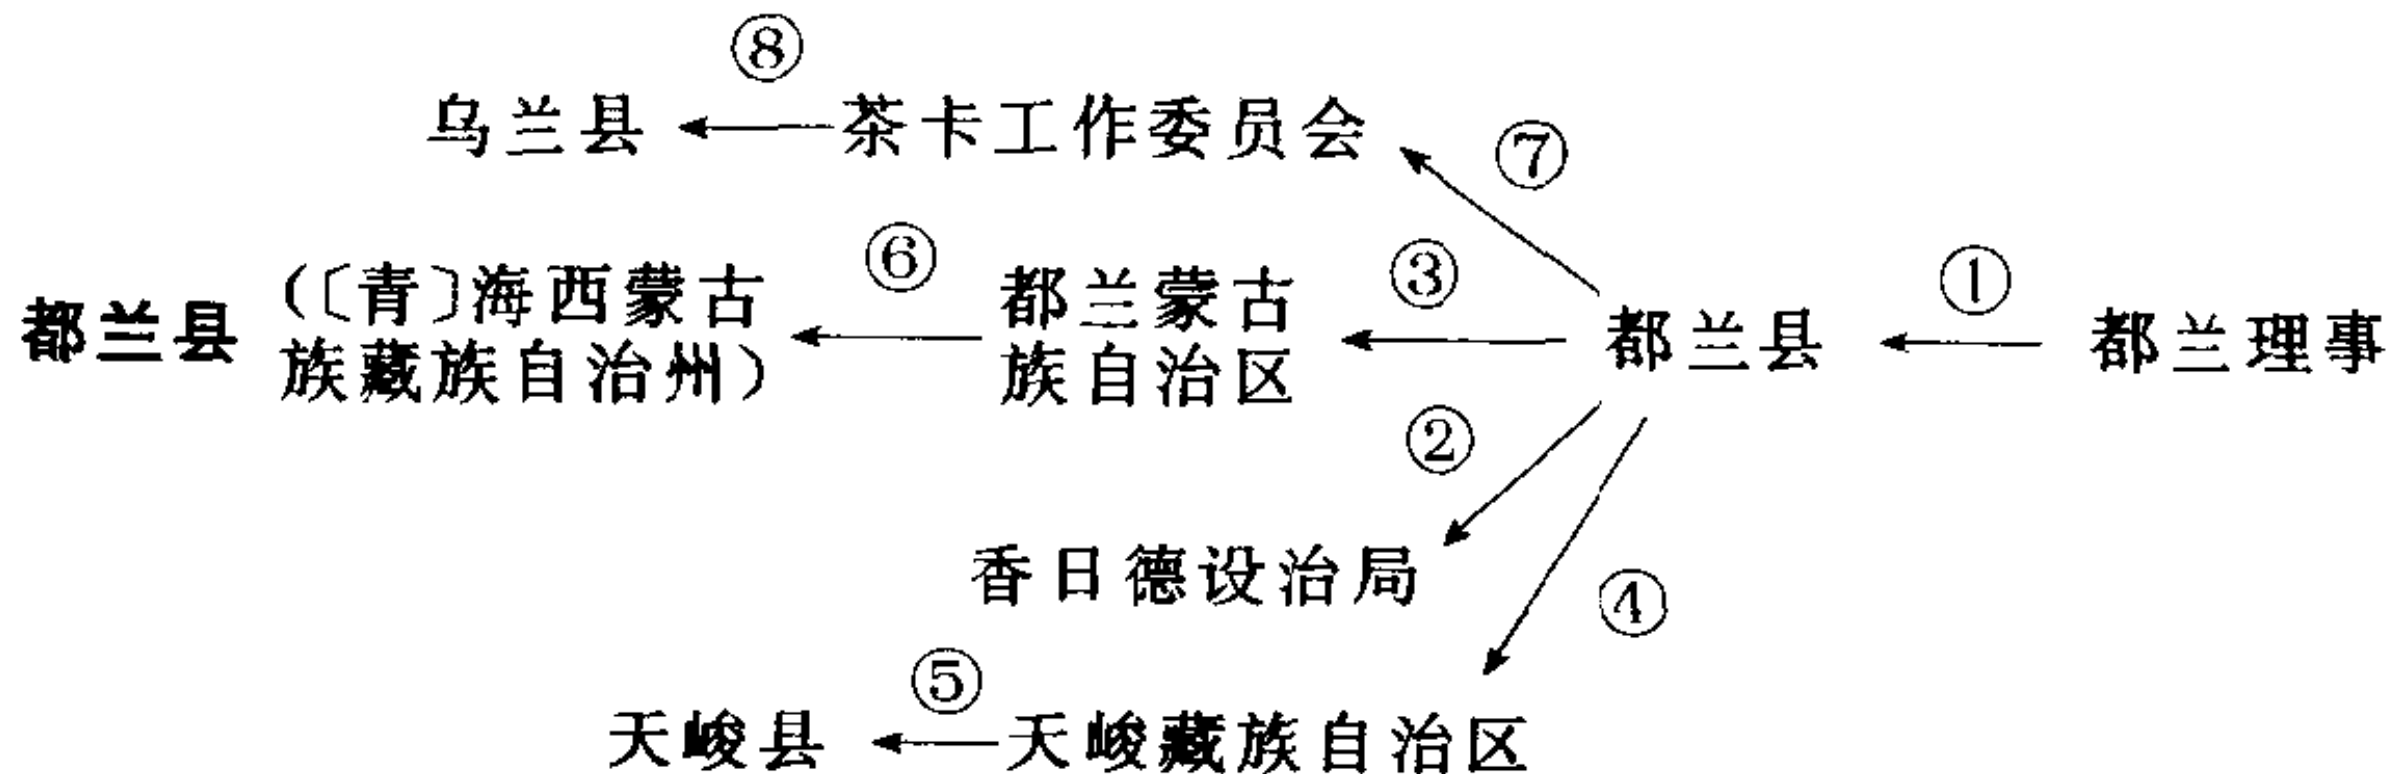 ⑧
乌兰县 茶卡工作委员会
⑦
⑥ ③ ①
都兰县 (〔青〕海西蒙古族藏族自治州) 都兰蒙古族自治区 都兰县 都兰理事
②
香日德设治局
④
⑤
天峻县 天峻藏族自治区